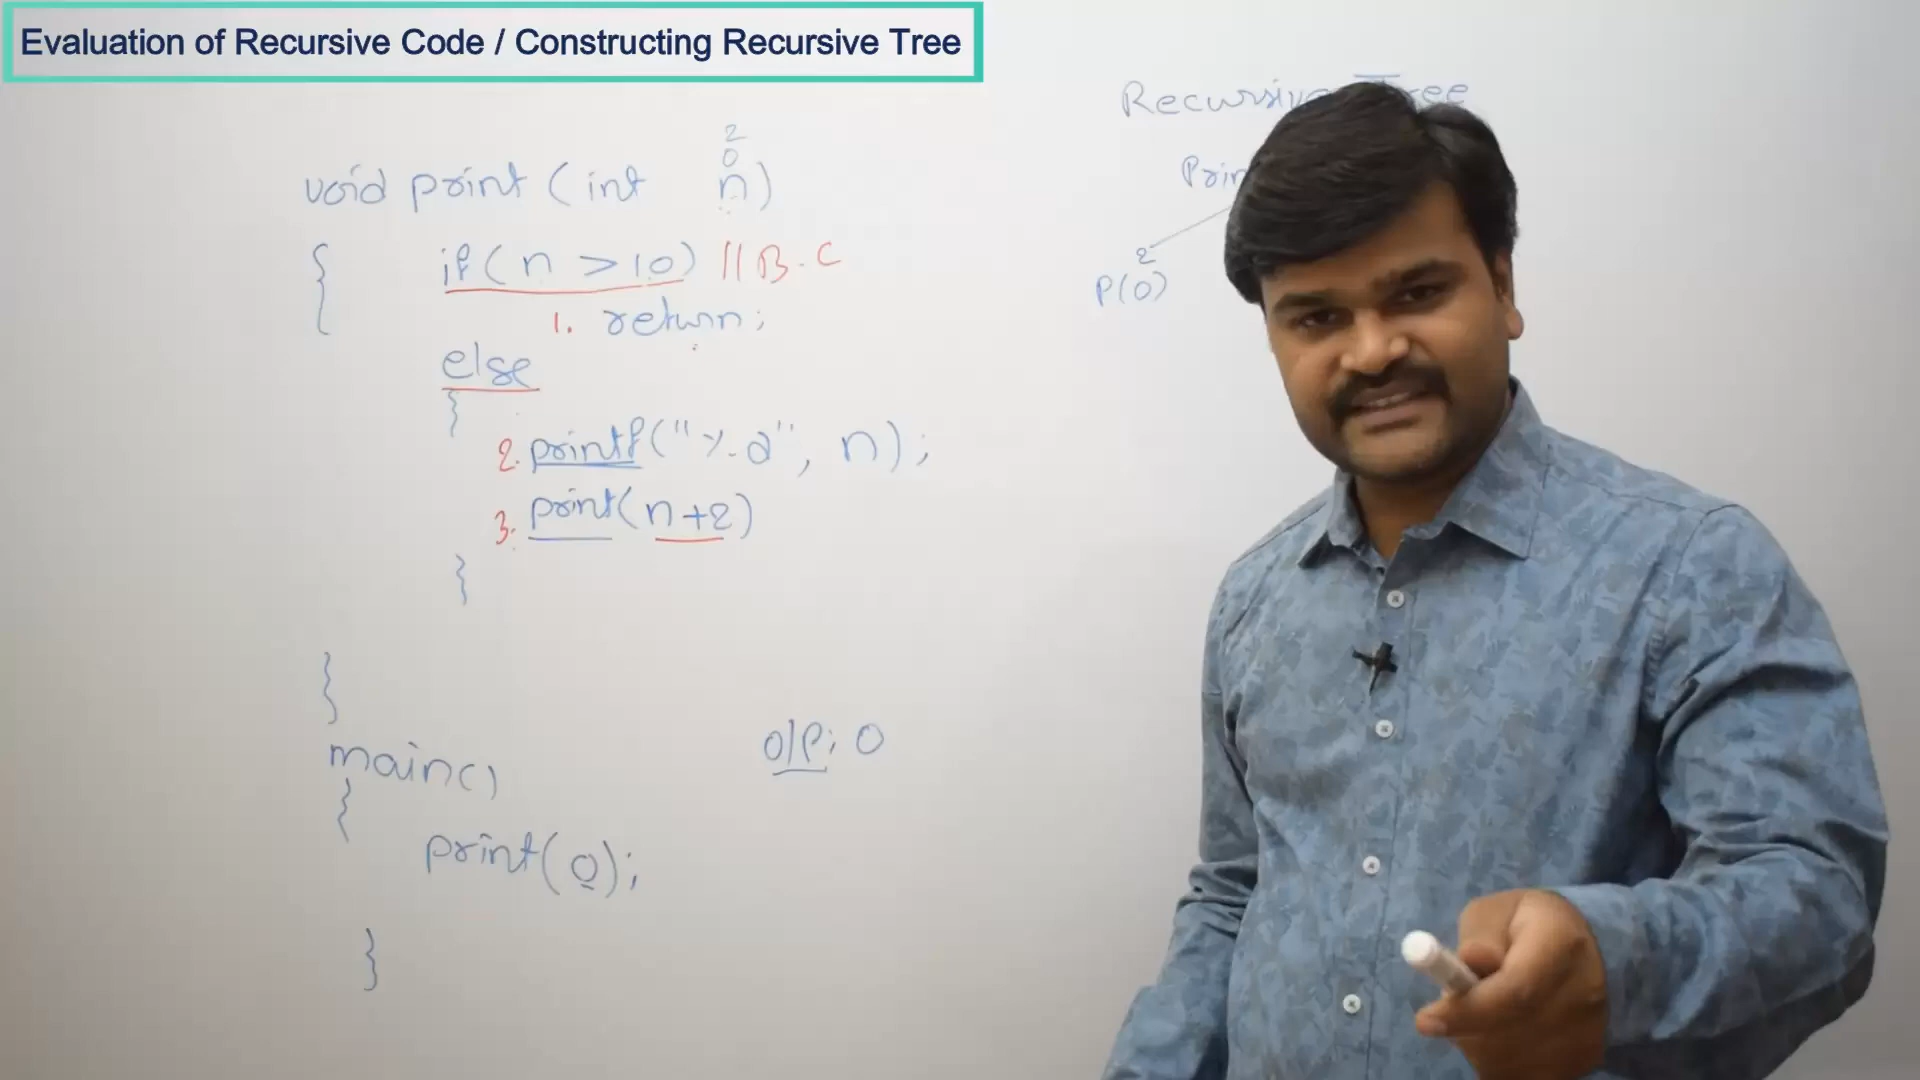 Evaluation of Recursive Code / Constructing Recursive Tree
2
0
void print ( int n)
{ if ( n > 10 ) // B.C
1. return;
else
{
2. printf("%d", n);
3. print( n+2)
}
}
main()
{
print( 0);
}
o/p: 0
Recursive Tree
2
P(0)